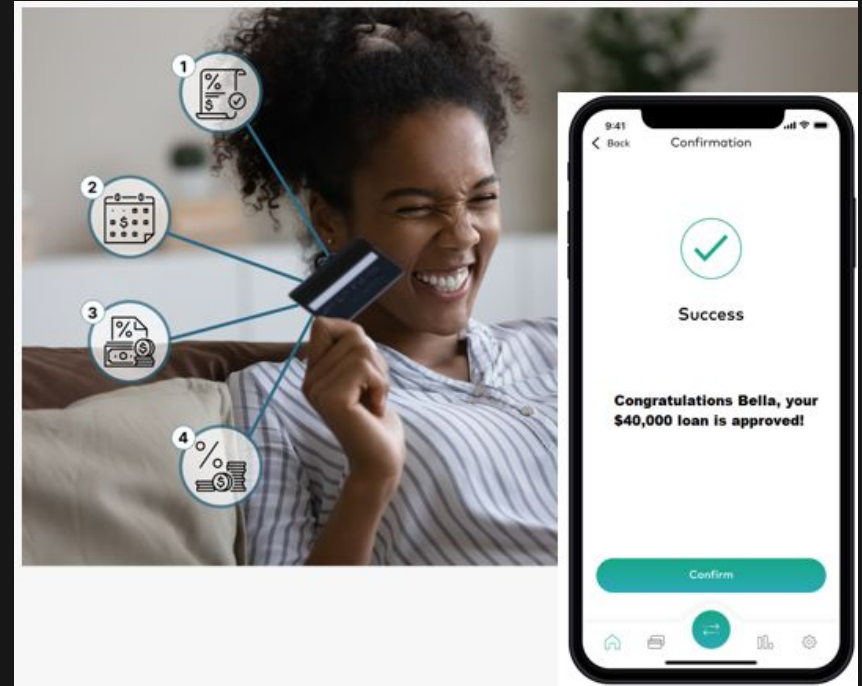 1
2
3
4
9:41
Back
Confirmation
Success
Congratulations Bella, your
$40,000 loan is approved!
Confirm